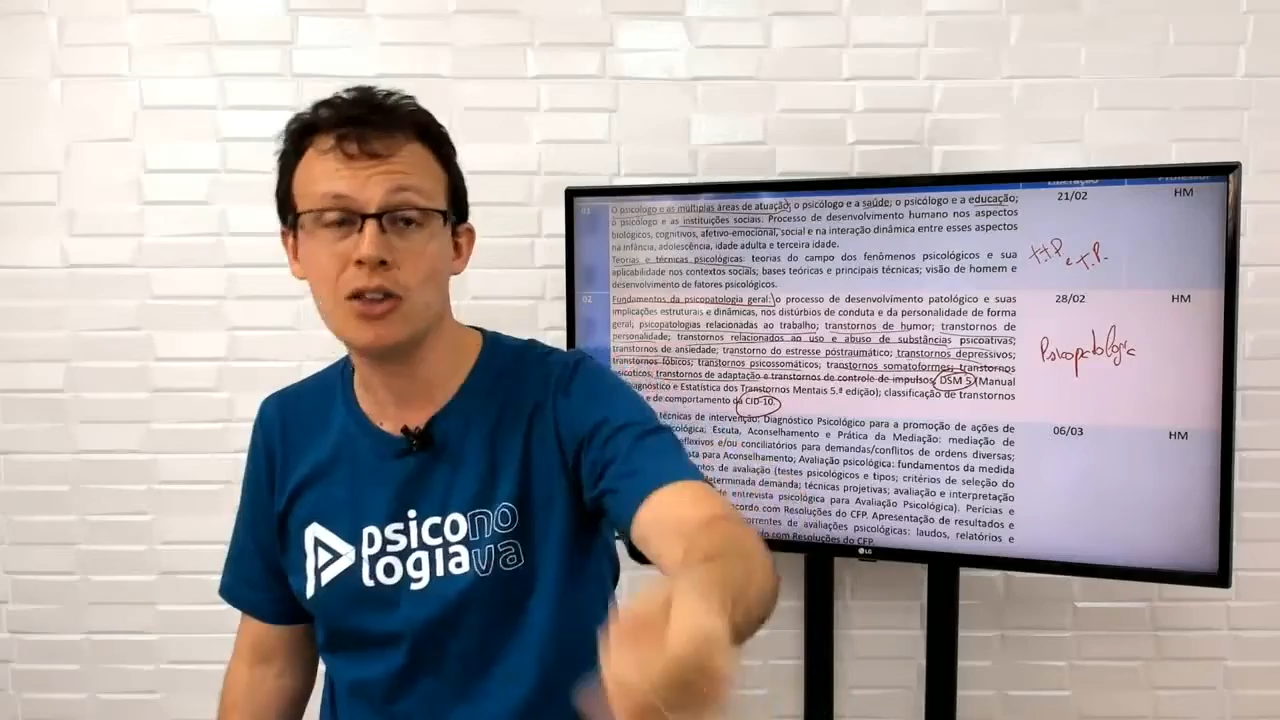 LIBERAÇÃO PROFESSOR
01 O psicólogo e as múltiplas áreas de atuação; o psicólogo e a saúde; o psicólogo e a educação; 21/02 HM
o psicólogo e as instituições sociais. Processo de desenvolvimento humano nos aspectos
biológicos, cognitivos, afetivo-emocional, social e na interação dinâmica entre esses aspectos
na infância, adolescência, idade adulta e terceira idade.
Teorias e técnicas psicológicas: teorias do campo dos fenômenos psicológicos e sua
aplicabilidade nos contextos sociais; bases teóricas e principais técnicas; visão de homem e
desenvolvimento de fatores psicológicos.
02 Fundamentos da psicopatologia geral: o processo de desenvolvimento patológico e suas 28/02 HM
implicações estruturais e dinâmicas, nos distúrbios de conduta e da personalidade de forma
geral; psicopatologias relacionadas ao trabalho; transtornos de humor; transtornos de
personalidade; transtornos relacionados ao uso e abuso de substâncias psicoativas;
Psicopatologia
transtornos de ansiedade; transtorno do estresse póstraumático; transtornos depressivos;
transtornos fóbicos; transtornos psicossomáticos; transtornos somatoformes; transtornos
sicóticos; transtornos de adaptação e transtornos de controle de impulsos. DSM 5 (Manual
iagnóstico e Estatística dos Transtornos Mentais 5.ª edição); classificação de transtornos
e de comportamento da CID-10.
técnicas de intervenção: Diagnóstico Psicológico para a promoção de ações de 06/03 HM
cológica, Escuta, Aconselhamento e Prática da Mediação: mediação de
eflexivos e/ou conciliatórios para demandas/conflitos de ordens diversas;
sta para Aconselhamento; Avaliação psicológica: fundamentos da medida
ntos de avaliação (testes psicológicos e tipos; critérios de seleção do
determinada demanda; técnicas projetivas; avaliação e interpretação
de entrevista psicológica para Avaliação Psicológica). Perícias e
acordo com Resoluções do CFP. Apresentação de resultados e
correntes de avaliações psicológicas: laudos, relatórios e
do com Resoluções do CFP.
LG
psicono
logiava